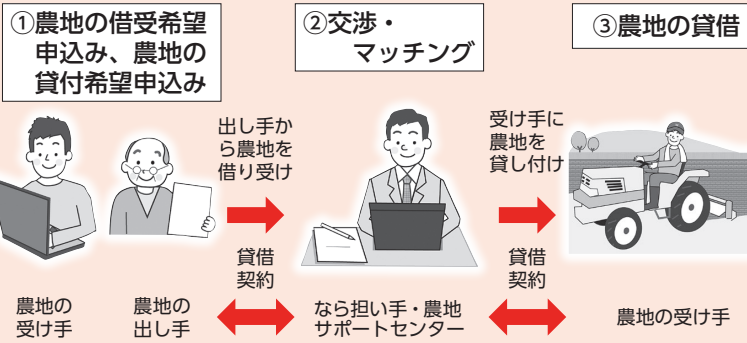 ①農地の借受希望
申込み、農地の
貸付希望申込み
②交渉・
マッチング
③農地の貸借
出し手か
ら農地を
借り受け
受け手に
農地を
貸し付け
貸借
契約
貸借
契約
農地の
受け手
農地の
出し手
なら担い手・農地
サポートセンター
農地の受け手